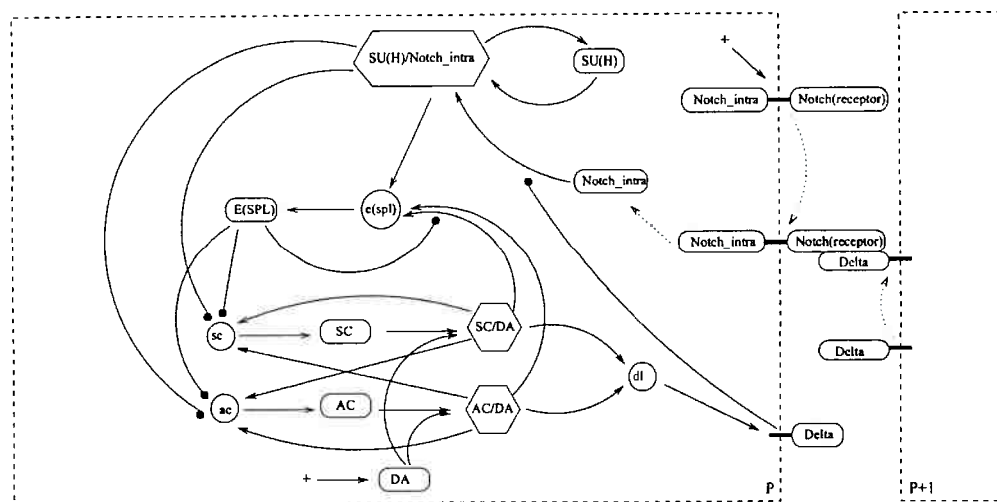 SU(H)/Notch_intra
SU(H)
+
Notch_intra
Notch(receptor)
Notch_intra
E(SPL)
e(spl)
Notch_intra
Notch(receptor)
Delta
sc
SC
SC/DA
Delta
dl
ac
AC
AC/DA
Delta
+
DA
P
P+1